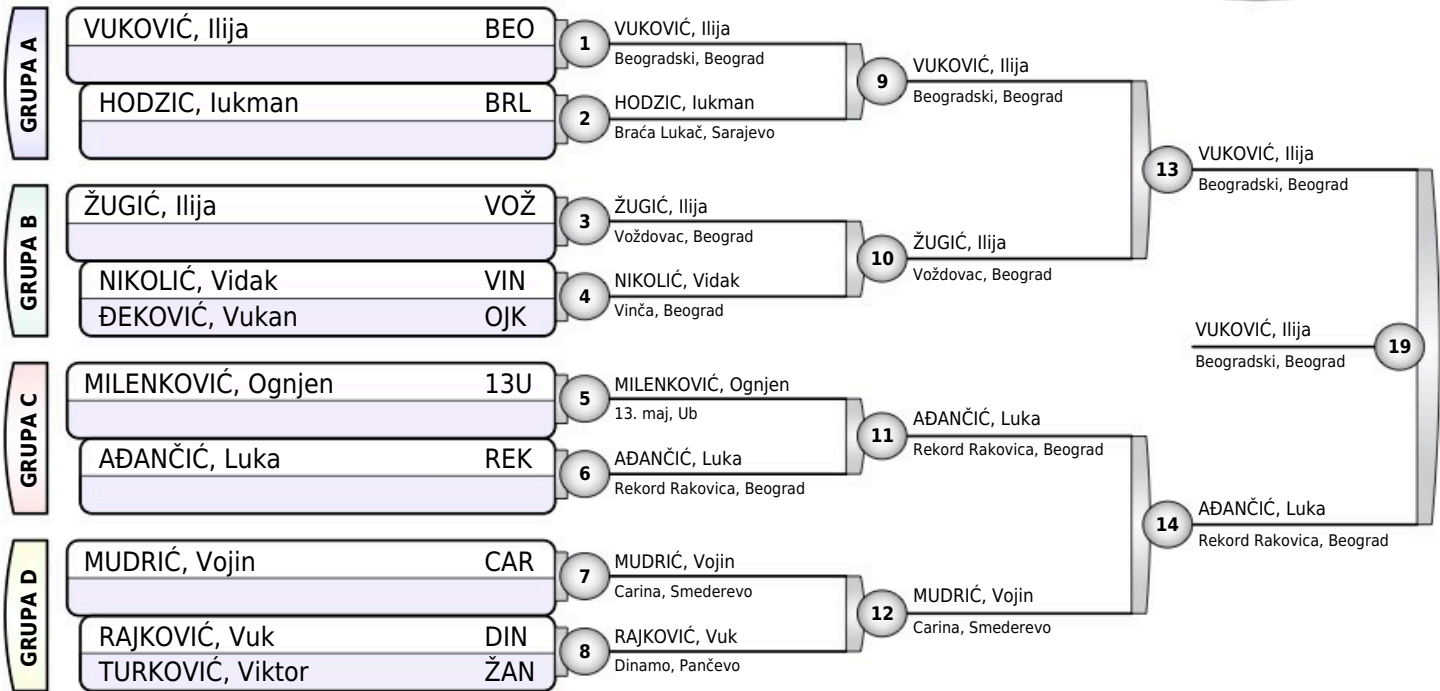 GRUPA A
VUKOVIĆ, Ilija BEO
HODZIC, Iukman BRL
GRUPA B
ŽUGIĆ, Ilija VOŽ
NIKOLIĆ, Vidak VIN
ĐEKOVIĆ, Vukan OJK
GRUPA C
MILENKOVIĆ, Ognjen 13U
AĐANČIĆ, Luka REK
GRUPA D
MUDRIĆ, Vojin CAR
RAJKOVIĆ, Vuk DIN
TURKOVIĆ, Viktor ŽAN
1
VUKOVIĆ, Ilija
Beogradski, Beograd
2
HODZIC, Iukman
Braća Lukač, Sarajevo
3
ŽUGIĆ, Ilija
Voždovac, Beograd
4
NIKOLIĆ, Vidak
Vinča, Beograd
5
MILENKOVIĆ, Ognjen
13. maj, Ub
6
AĐANČIĆ, Luka
Rekord Rakovica, Beograd
7
MUDRIĆ, Vojin
Carina, Smederevo
8
RAJKOVIĆ, Vuk
Dinamo, Pančevo
9
VUKOVIĆ, Ilija
Beogradski, Beograd
10
ŽUGIĆ, Ilija
Voždovac, Beograd
11
AĐANČIĆ, Luka
Rekord Rakovica, Beograd
12
MUDRIĆ, Vojin
Carina, Smederevo
13
VUKOVIĆ, Ilija
Beogradski, Beograd
14
AĐANČIĆ, Luka
Rekord Rakovica, Beograd
VUKOVIĆ, Ilija
Beogradski, Beograd
19